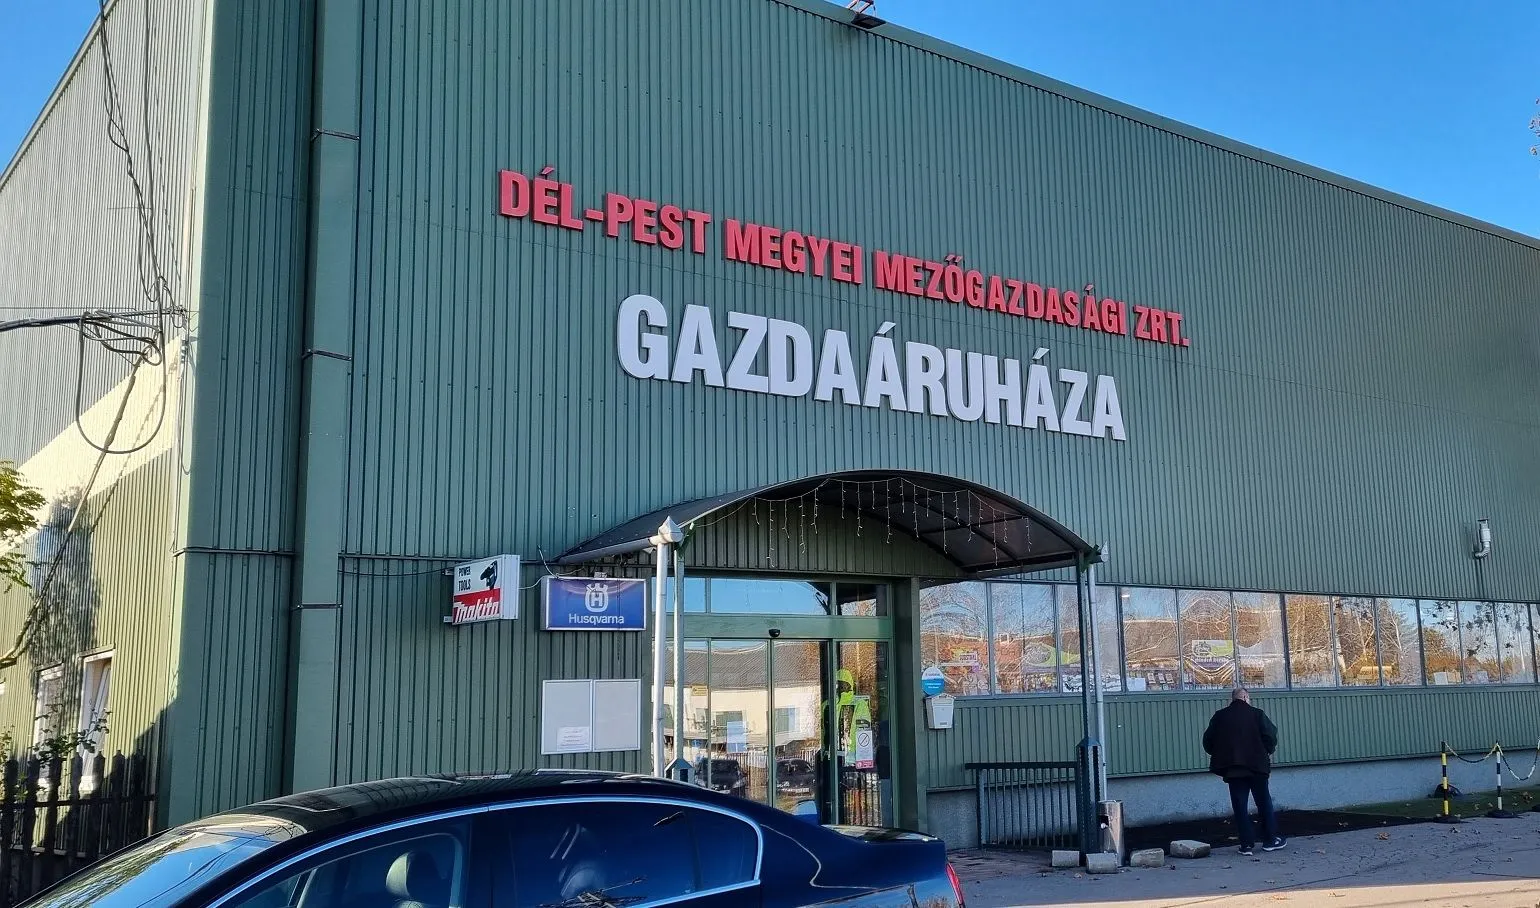 DÉL-PEST MEGYEI MEZŐGAZDASÁGI ZRT.
GAZDAÁRUHÁZA
POWER
TOOLS
makita
Husqvarna